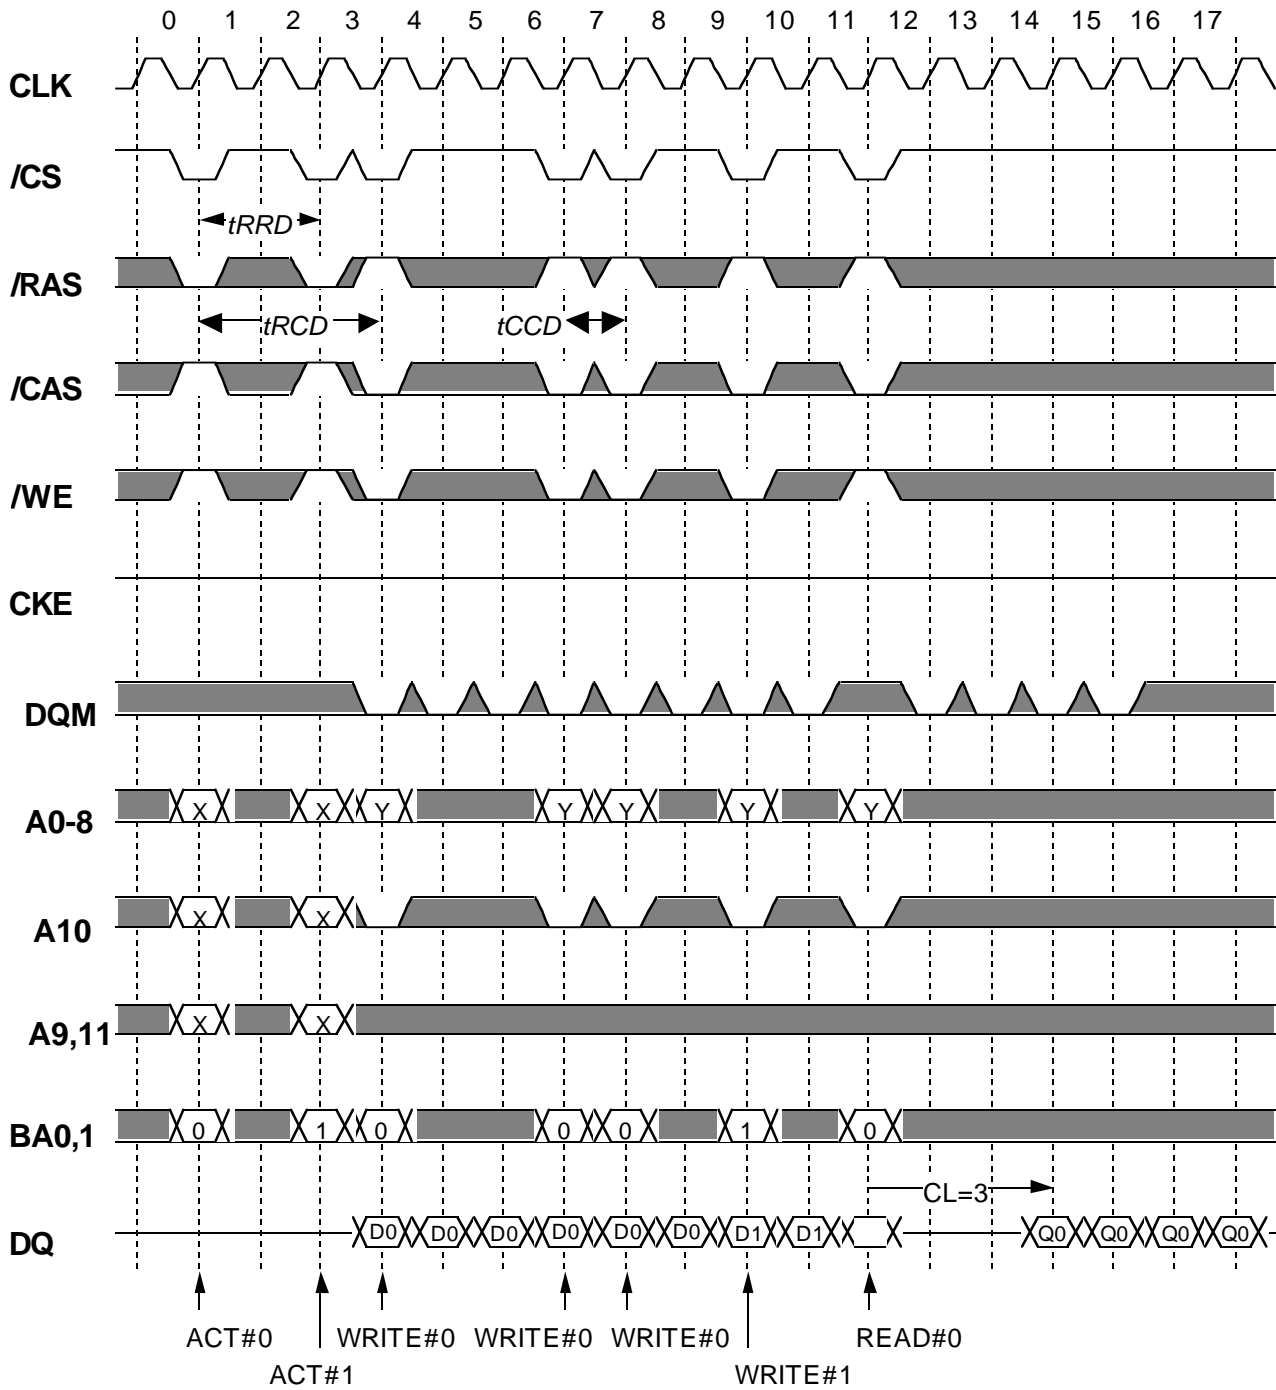 0 1 2 3 4 5 6 7 8 9 10 11 12 13 14 15 16 17
CLK
/CS
tRRD
/RAS
tRCD tCCD
/CAS
/WE
CKE
DQM
A0-8 X X Y Y Y Y Y
A10 X X
A9,11 X X
BA0,1 0 1 0 0 0 1 0
CL=3
DQ D0 D0 D0 D0 D0 D0 D1 D1 Q0 Q0 Q0 Q0
ACT#0 WRITE#0 WRITE#0 WRITE#0 READ#0
ACT#1 WRITE#1